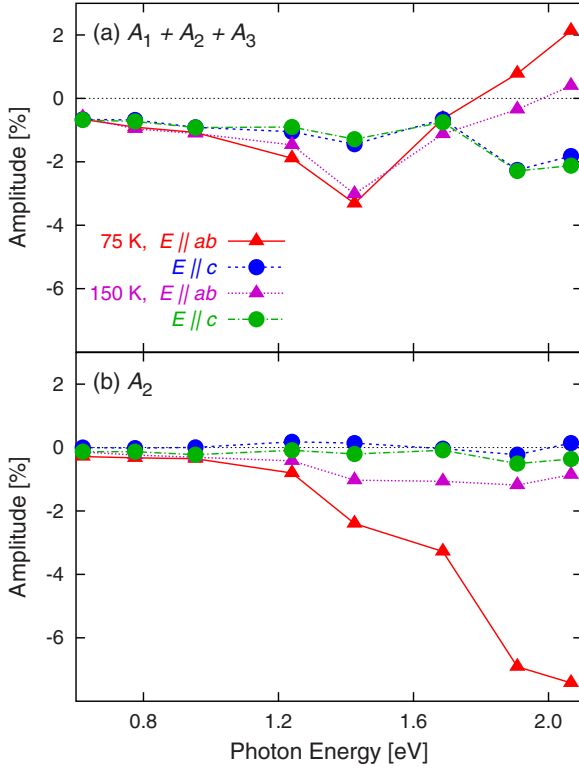 (a) A1 + A2 + A3
2
0
-2
-4
-6
Amplitude [%]
75 K, E || ab
E || c
150 K, E || ab
E || c
(b) A2
2
0
-2
-4
-6
Amplitude [%]
0.8 1.2 1.6 2.0
Photon Energy [eV]